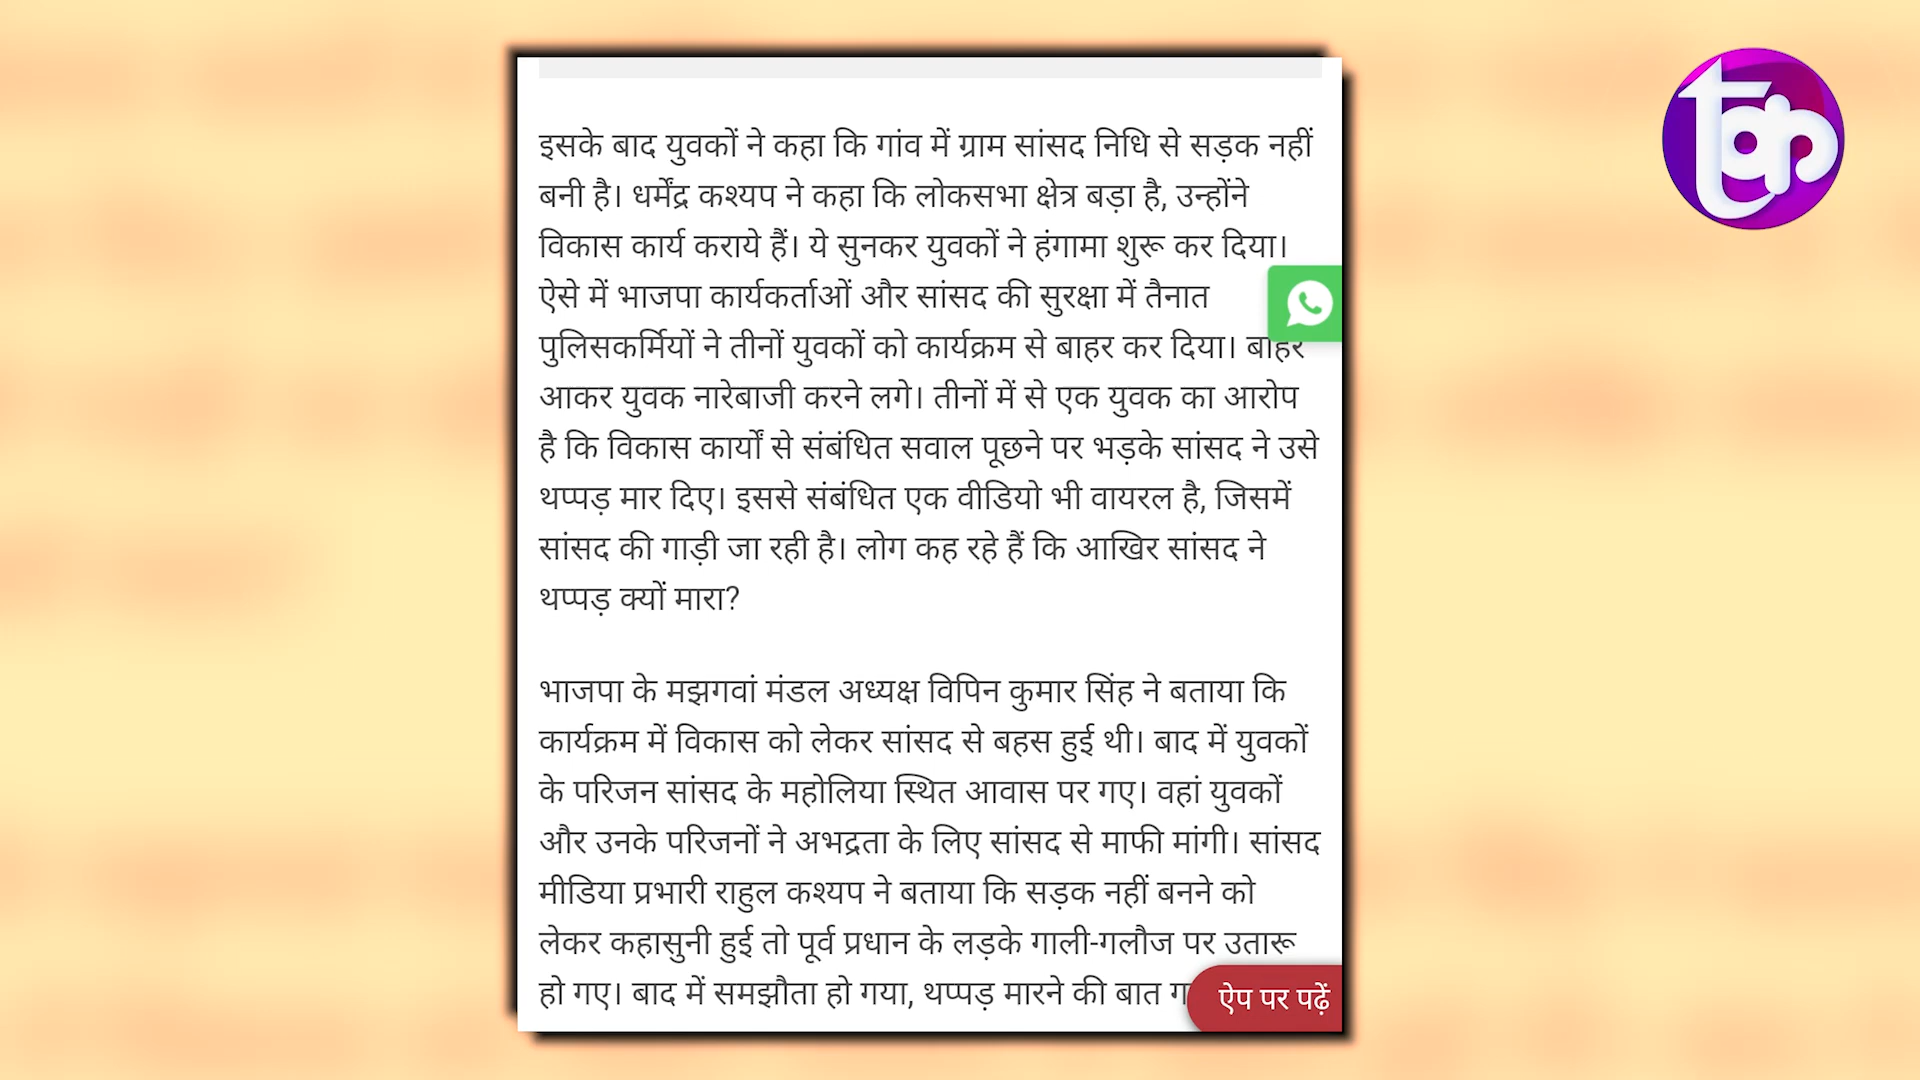 tak
इसके बाद युवकों ने कहा कि गांव में ग्राम सांसद निधि से सड़क नहीं
बनी है। धर्मेंद्र कश्यप ने कहा कि लोकसभा क्षेत्र बड़ा है, उन्होंने
विकास कार्य कराये हैं। ये सुनकर युवकों ने हंगामा शुरू कर दिया।
ऐसे में भाजपा कार्यकर्ताओं और सांसद की सुरक्षा में तैनात
पुलिसकर्मियों ने तीनों युवकों को कार्यक्रम से बाहर कर दिया। बाहर
आकर युवक नारेबाजी करने लगे। तीनों में से एक युवक का आरोप
है कि विकास कार्यों से संबंधित सवाल पूछने पर भड़के सांसद ने उसे
थप्पड़ मार दिए। इससे संबंधित एक वीडियो भी वायरल है, जिसमें
सांसद की गाड़ी जा रही है। लोग कह रहे हैं कि आखिर सांसद ने
थप्पड़ क्यों मारा?
भाजपा के मझगवां मंडल अध्यक्ष विपिन कुमार सिंह ने बताया कि
कार्यक्रम में विकास को लेकर सांसद से बहस हुई थी। बाद में युवकों
के परिजन सांसद के महोलिया स्थित आवास पर गए। वहां युवकों
और उनके परिजनों ने अभद्रता के लिए सांसद से माफी मांगी। सांसद
मीडिया प्रभारी राहुल कश्यप ने बताया कि सड़क नहीं बनने को
लेकर कहासुनी हुई तो पूर्व प्रधान के लड़के गाली-गलौज पर उतारू
हो गए। बाद में समझौता हो गया, थप्पड़ मारने की बात
ऐप पर पढ़ें